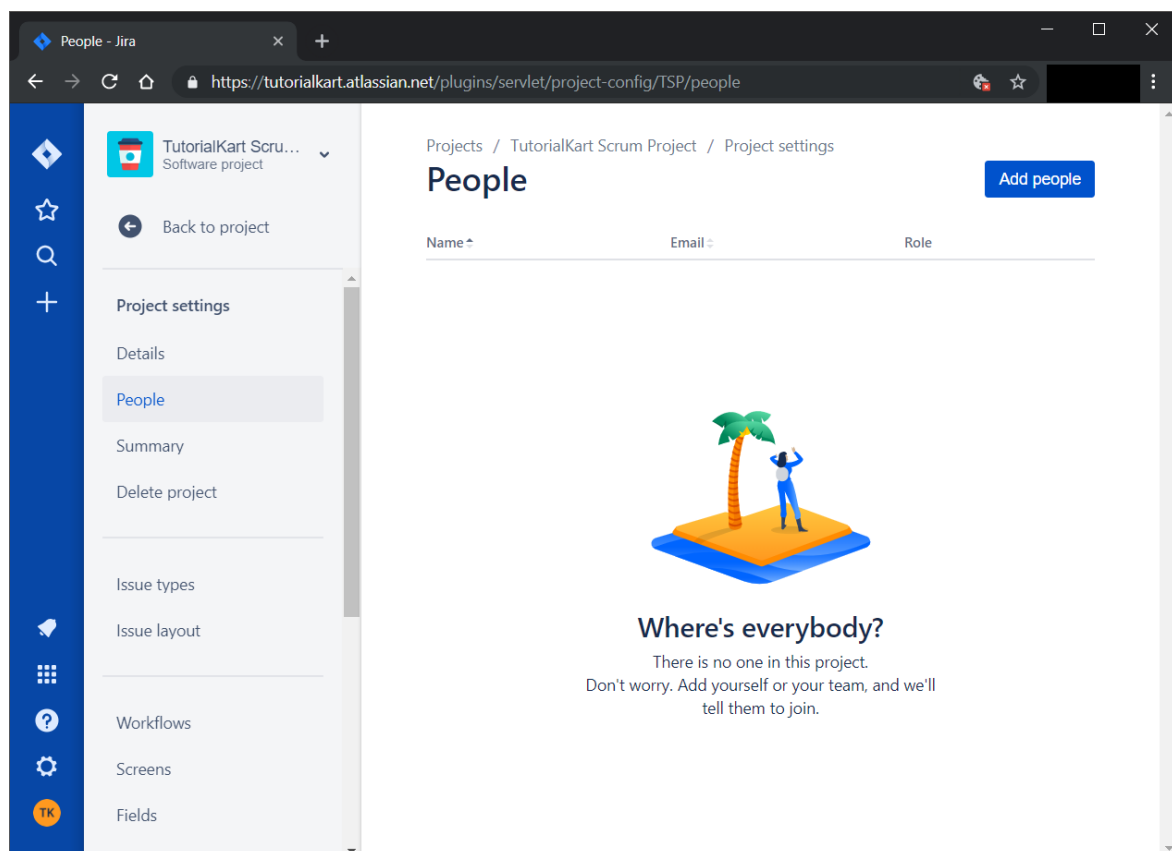 People - Jira
https://tutorialkart.atlassian.net/plugins/servlet/project-config/TSP/people
TutorialKart Scru...
Software project
Back to project
Project settings
Details
People
Summary
Delete project
Issue types
Issue layout
Workflows
Screens
Fields
TK
Projects / TutorialKart Scrum Project / Project settings
People
Add people
Name Email Role
Where's everybody?
There is no one in this project.
Don't worry. Add yourself or your team, and we'll
tell them to join.